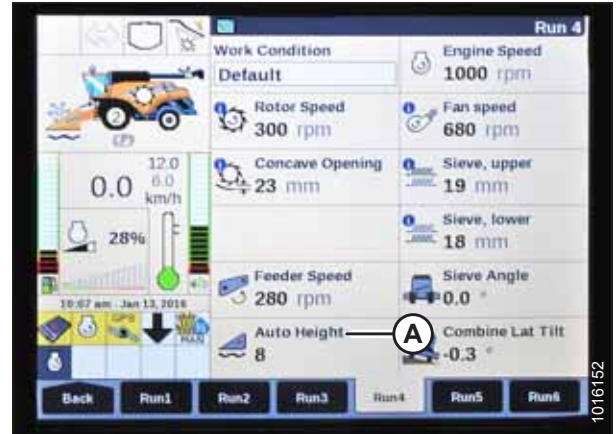 Run 4
Work Condition
Default
Engine Speed
1000 rpm
Rotor Speed
300 rpm
Fan speed
680 rpm
Concave Opening
23 mm
Sieve, upper
19 mm
Sieve, lower
18 mm
Feeder Speed
280 rpm
Sieve Angle
0.0 °
Auto Height
8
A
Combine Lat Tilt
-0.3 °
2
(P)
0.0
12.0
6.0
km/h
28%
10:07 am Jan 13, 2016
GPS
MAN
Back
Run1
Run2
Run3
Run4
Run5
Run6
1016152